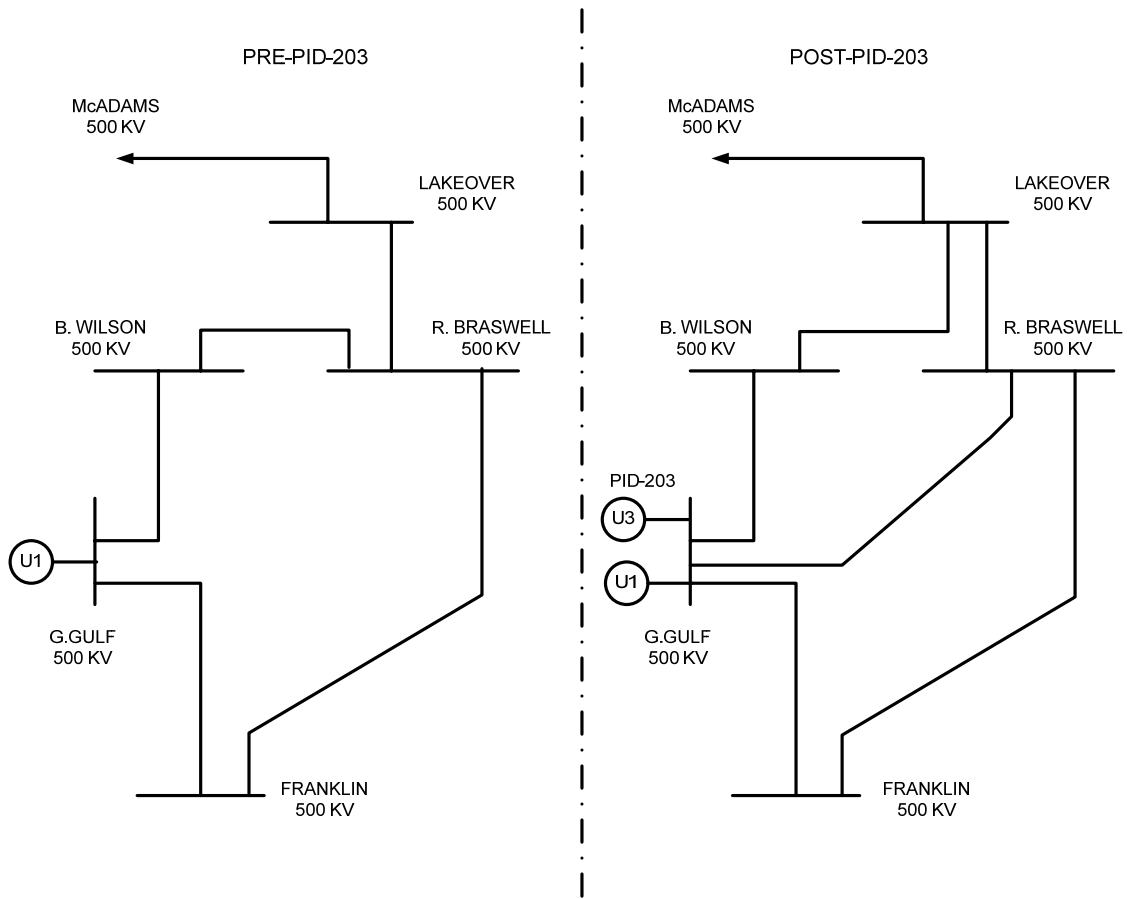 PRE-PID-203
McADAMS
500 KV
LAKEOVER
500 KV
B. WILSON
500 KV
R. BRASWELL
500 KV
U1
G.GULF
500 KV
FRANKLIN
500 KV
POST-PID-203
McADAMS
500 KV
LAKEOVER
500 KV
B. WILSON
500 KV
R. BRASWELL
500 KV
PID-203
U3
U1
G.GULF
500 KV
FRANKLIN
500 KV